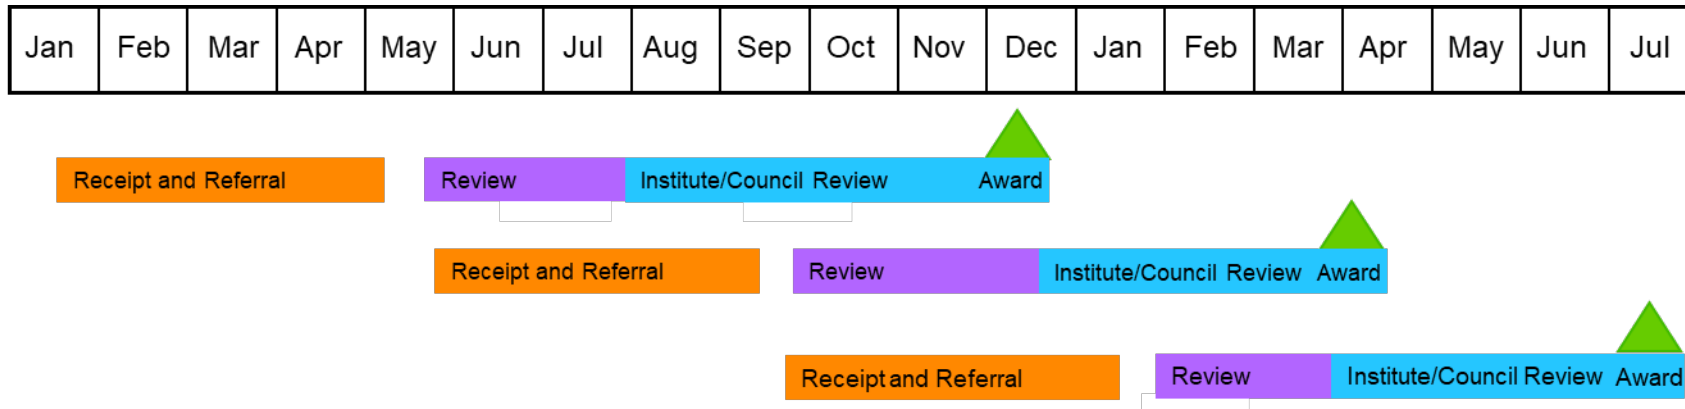 Jan Feb Mar Apr May Jun Jul Aug Sep Oct Nov Dec Jan Feb Mar Apr May Jun Jul
Receipt and Referral Review Institute/Council Review Award
Receipt and Referral Review Institute/Council Review Award
Receipt and Referral Review Institute/Council Review Award